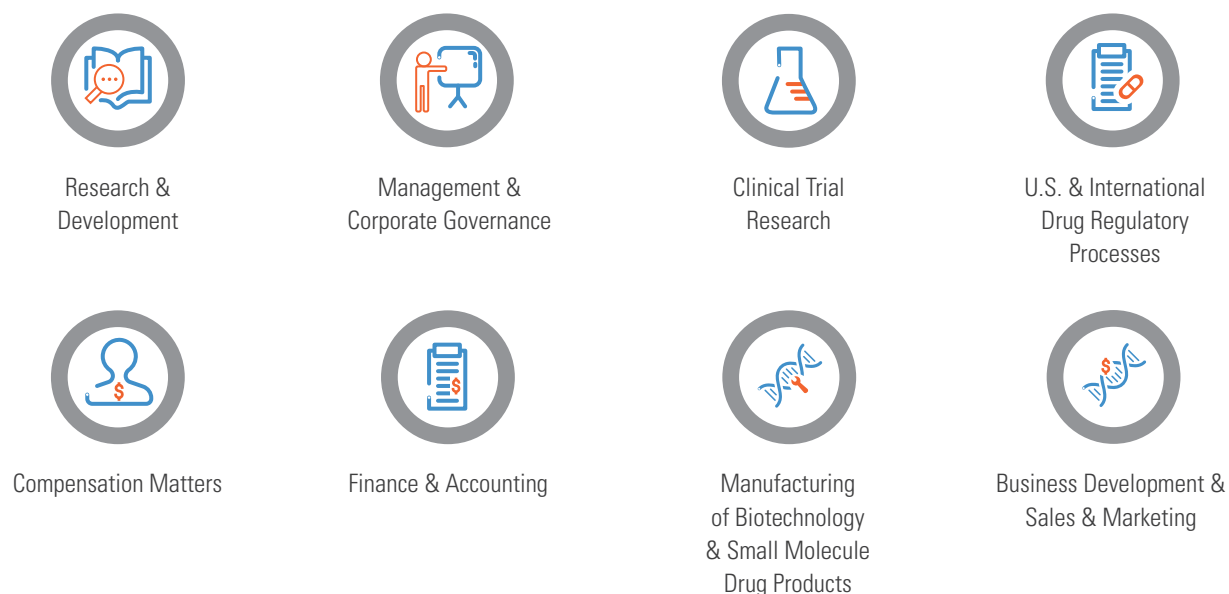 Research &
Development
Management &
Corporate Governance
Clinical Trial
Research
U.S. & International
Drug Regulatory
Processes
$
Compensation Matters
$
Finance & Accounting
Manufacturing
of Biotechnology
& Small Molecule
Drug Products
$
Business Development &
Sales & Marketing